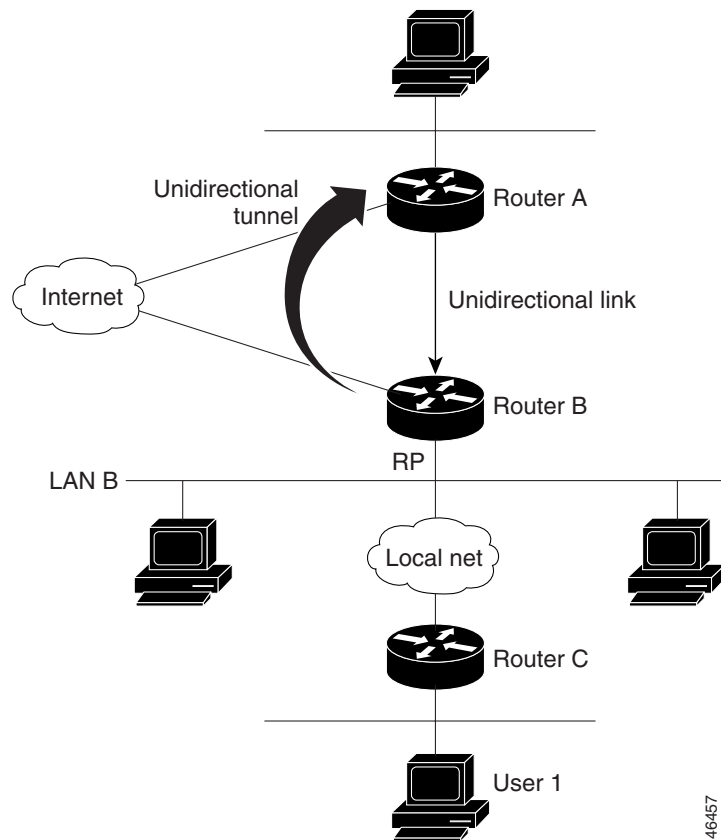 Unidirectional
tunnel
Router A
Internet
Unidirectional link
Router B
RP
LAN B
Local net
Router C
User 1
46457